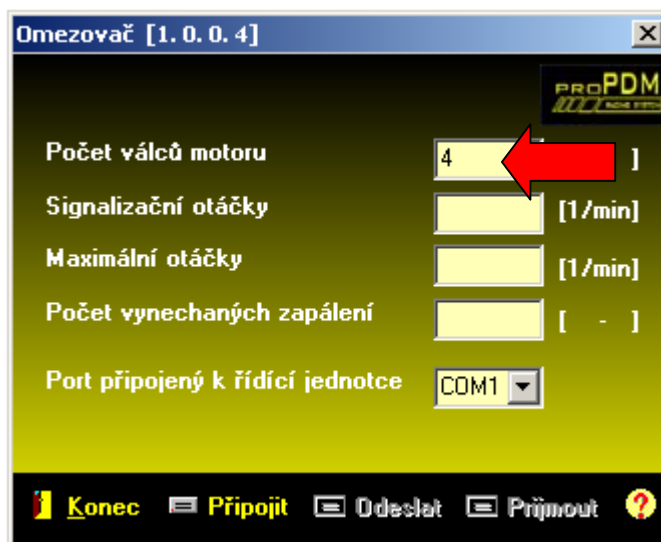 Omezovač [1.0.0.4]
PROPDM
Počet válců motoru 4 ]
Signalizační otáčky [1/min]
Maximální otáčky [1/min]
Počet vynechaných zapálení [ - ]
Port připojený k řídící jednotce COM1
Konec Připojit Odeslat Prijmout ?